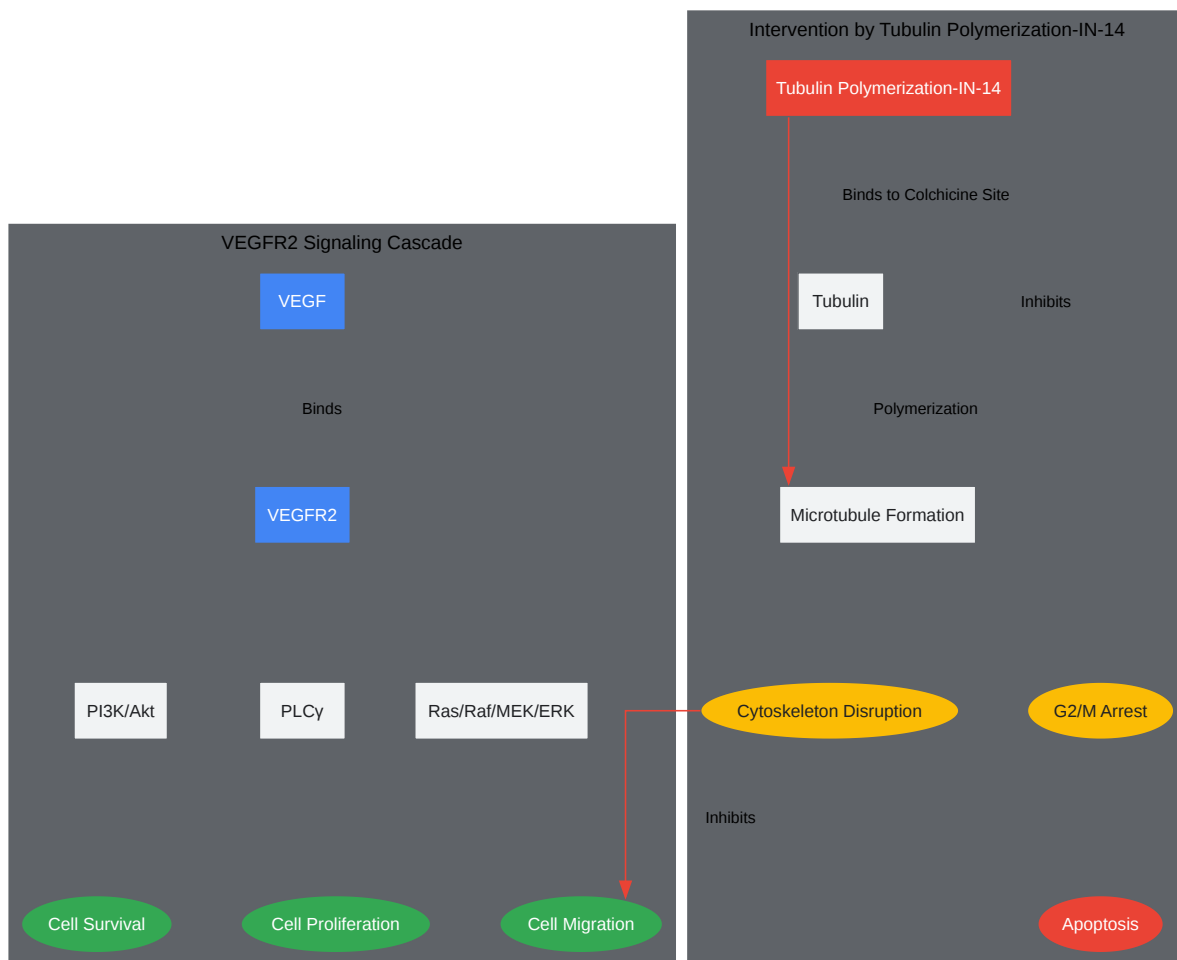 Intervention by Tubulin Polymerization-IN-14
Tubulin Polymerization-IN-14
Binds to Colchicine Site
VEGFR2 Signaling Cascade
VEGF
Tubulin
Inhibits
Binds
Polymerization
VEGFR2
Microtubule Formation
PI3K/Akt
PLCγ
Ras/Raf/MEK/ERK
Cytoskeleton Disruption
G2/M Arrest
Inhibits
Cell Survival
Cell Proliferation
Cell Migration
Apoptosis